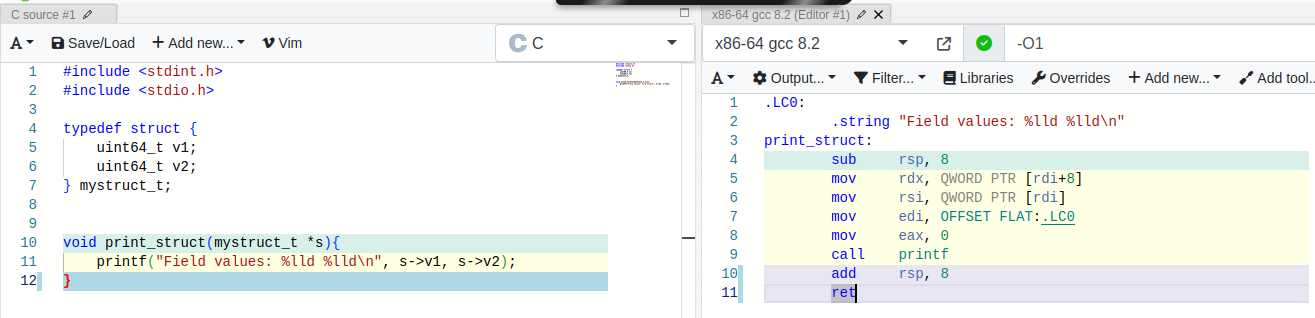 C source #1
A Save/Load + Add new... Vim C
1 #include <stdint.h>
2 #include <stdio.h>
3
4 typedef struct {
5     uint64_t v1;
6     uint64_t v2;
7 } mystruct_t;
8
9
10 void print_struct(mystruct_t *s){
11     printf("Field values: %lld %lld\n", s->v1, s->v2);
12 }
x86-64 gcc 8.2 (Editor #1)
x86-64 gcc 8.2 -O1
A Output... Filter... Libraries Overrides + Add new... Add tool...
1 .LC0:
2         .string "Field values: %lld %lld\n"
3 print_struct:
4         sub     rsp, 8
5         mov     rdx, QWORD PTR [rdi+8]
6         mov     rsi, QWORD PTR [rdi]
7         mov     edi, OFFSET FLAT:.LC0
8         mov     eax, 0
9         call    printf
10         add     rsp, 8
11         ret